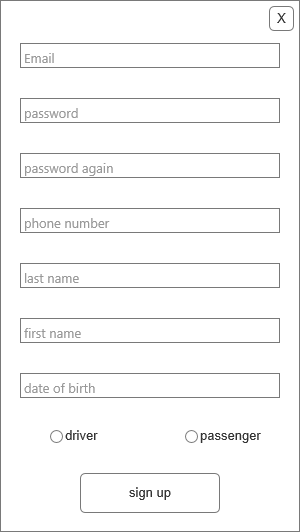 X
Email
password
password again
phone number
last name
first name
date of birth
driver passenger
sign up